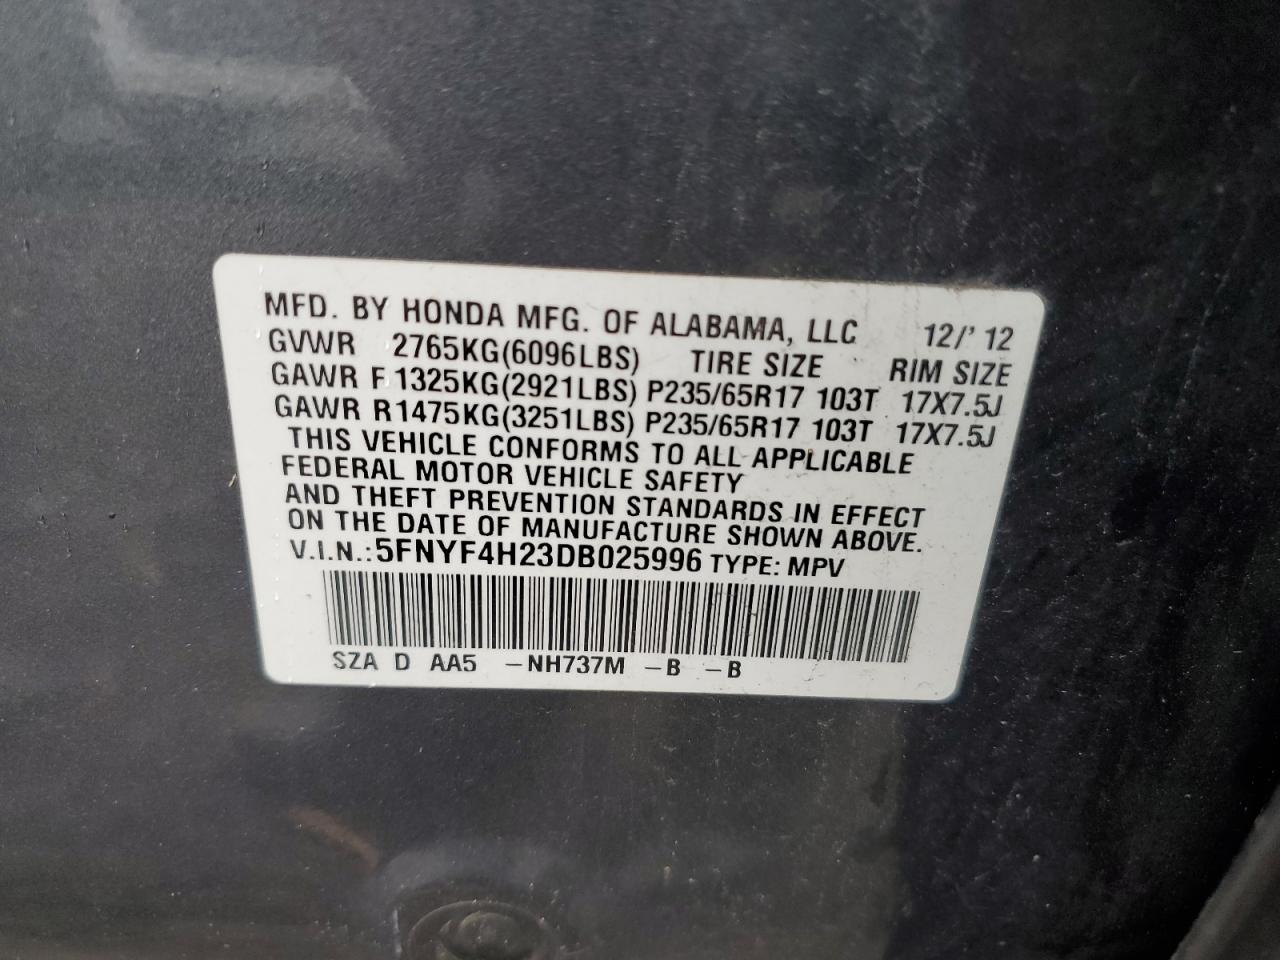 MFD. BY HONDA MFG. OF ALABAMA, LLC 12/' 12
GVWR 2765KG(6096LBS) TIRE SIZE RIM SIZE
GAWR F 1325KG(2921LBS) P235/65R17 103T 17X7.5J
GAWR R1475KG(3251LBS) P235/65R17 103T 17X7.5J
THIS VEHICLE CONFORMS TO ALL APPLICABLE
FEDERAL MOTOR VEHICLE SAFETY
AND THEFT PREVENTION STANDARDS IN EFFECT
ON THE DATE OF MANUFACTURE SHOWN ABOVE.
V.I.N.: 5FNYF4H23DB025996 TYPE: MPV
SZA D AA5 -NH737M -B -B